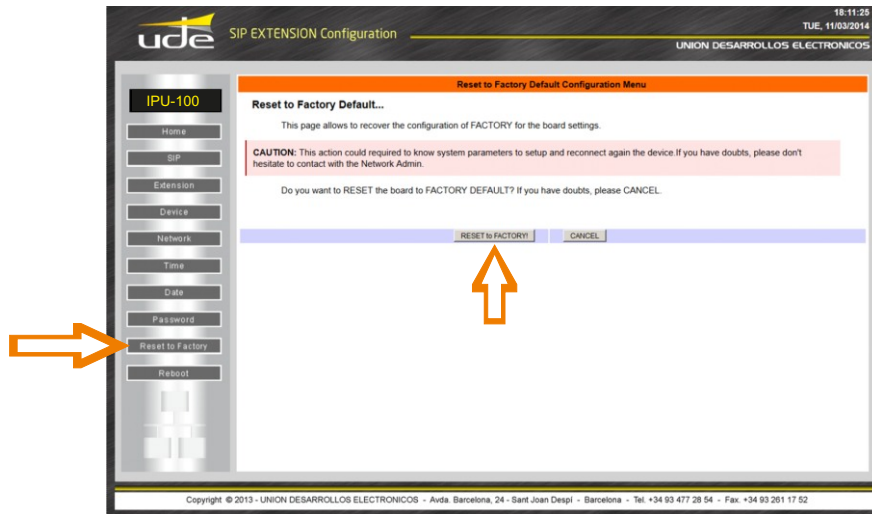 18:11:25
TUE, 11/03/2014
ude
SIP EXTENSION Configuration
UNION DESARROLLOS ELECTRONICOS
IPU-100
Home
SIP
Extension
Device
Network
Time
Date
Password
Reset to Factory
Reboot
Reset to Factory Default Configuration Menu
Reset to Factory Default...
This page allows to recover the configuration of FACTORY for the board settings.
CAUTION: This action could required to know system parameters to setup and reconnect again the device.If you have doubts, please don't
hesitate to contact with the Network Admin.
Do you want to RESET the board to FACTORY DEFAULT? If you have doubts, please CANCEL.
RESET to FACTORY!
CANCEL
Copyright © 2013 - UNION DESARROLLOS ELECTRONICOS - Avda. Barcelona, 24 - Sant Joan Despí - Barcelona - Tel. +34 93 477 28 54 - Fax. +34 93 261 17 52